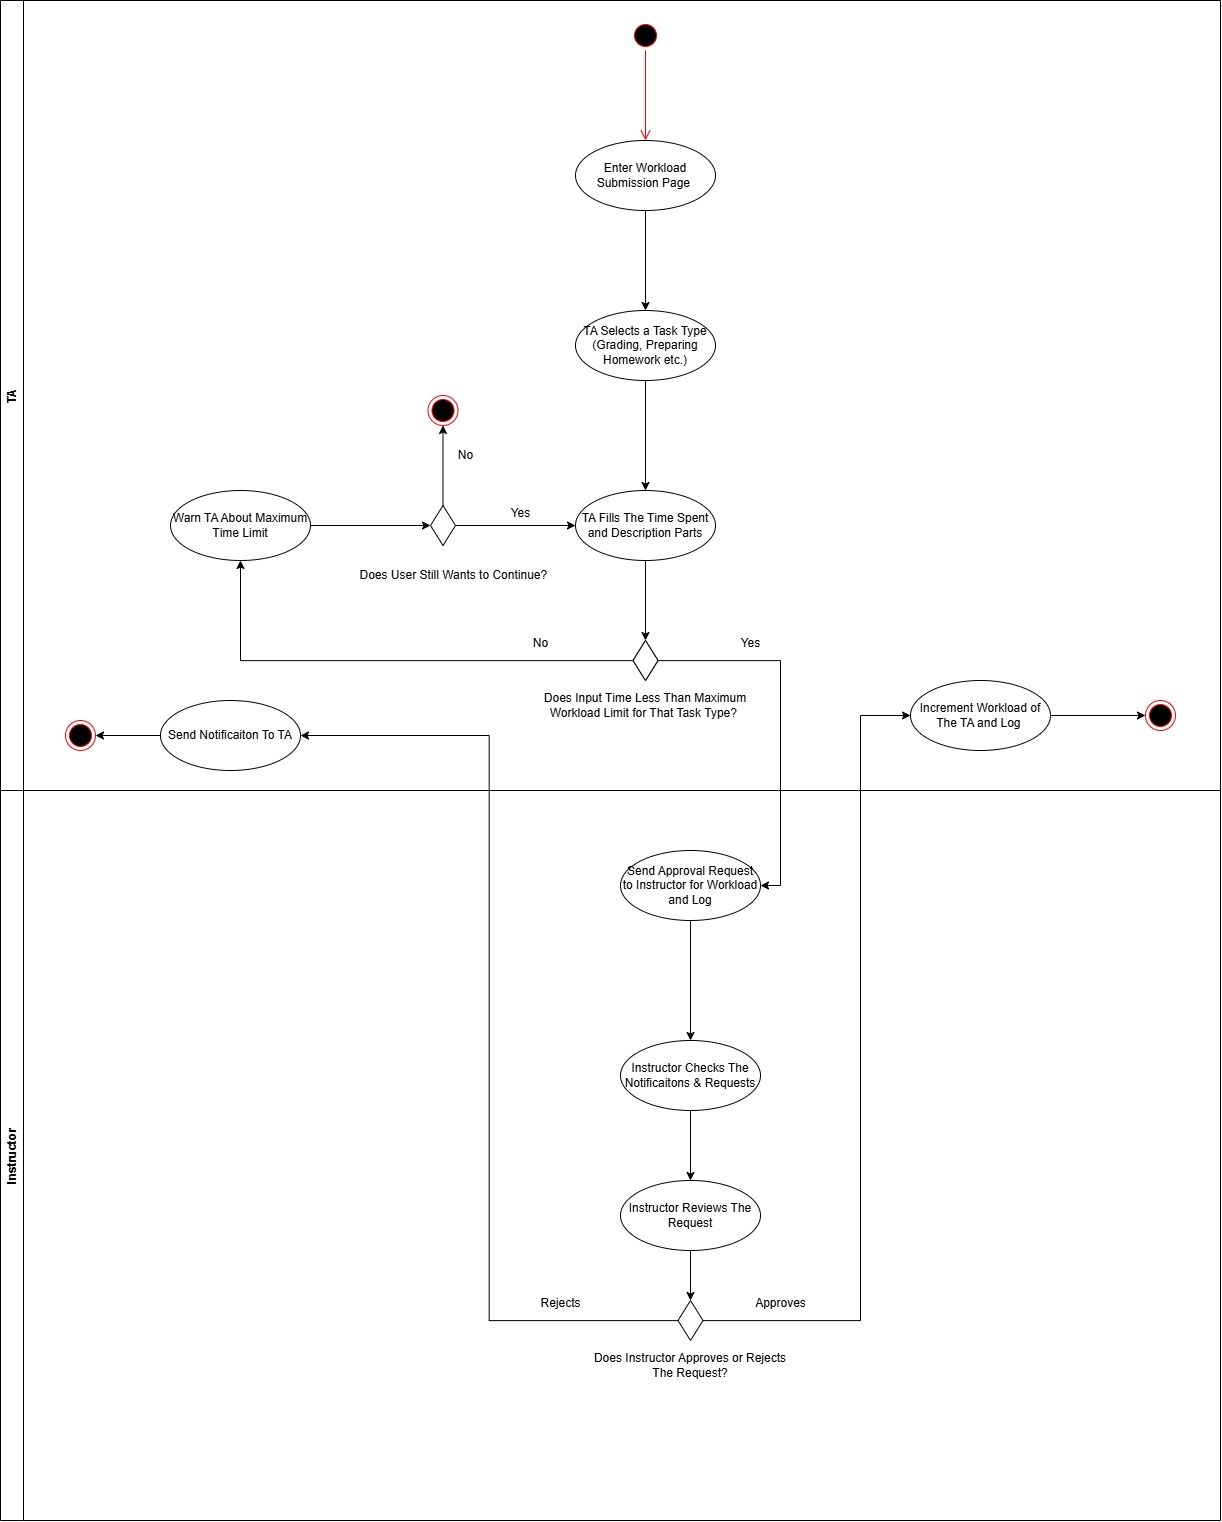 TA
Enter Workload
Submission Page
TA Selects a Task Type
(Grading, Preparing
Homework etc.)
No
Warn TA About Maximum
Time Limit
Yes
TA Fills The Time Spent
and Description Parts
Does User Still Wants to Continue?
No
Yes
Does Input Time Less Than Maximum
Workload Limit for That Task Type?
Send Notificaiton To TA
Increment Workload of
The TA and Log
Instructor
Send Approval Request
to Instructor for Workload
and Log
Instructor Checks The
Notificaitons & Requests
Instructor Reviews The
Request
Rejects
Approves
Does Instructor Approves or Rejects
The Request?